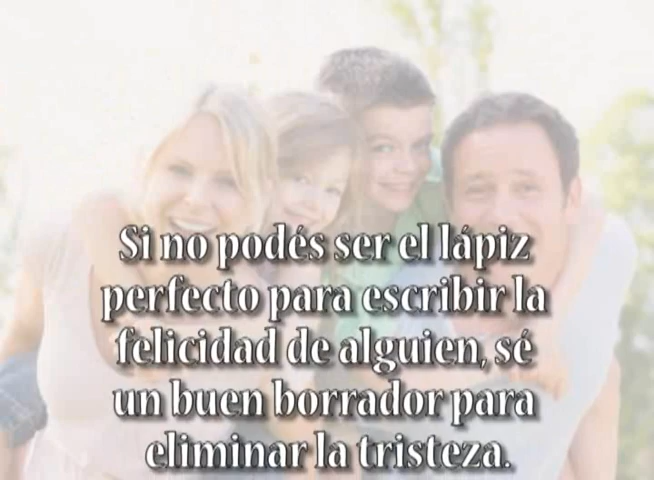 Si no podés ser el lápiz
perfecto para escribir la
felicidad de alguien, sé
un buen borrador para
eliminar la tristeza.